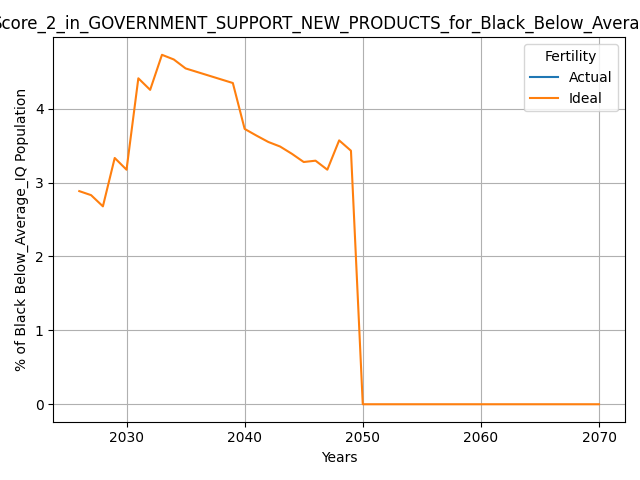 Score_2_in_GOVERNMENT_SUPPORT_NEW_PRODUCTS_for_Black_Below_Avera
Fertility
Actual
Ideal
% of Black Below_Average_IQ Population
4
3
2
1
0
2030 2040 2050 2060 2070
Years